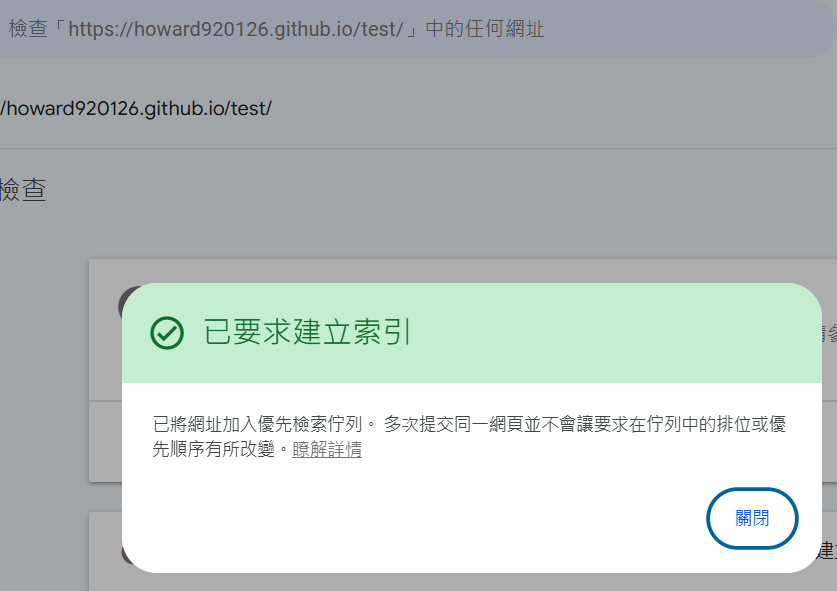 檢查「https://howard920126.github.io/test/」中的任何網址
/howard920126.github.io/test/
檢查
已要求建立索引
已將網址加入優先檢索佇列。 多次提交同一網頁並不會讓要求在佇列中的排位或優
先順序有所改變。瞭解詳情
關閉
建